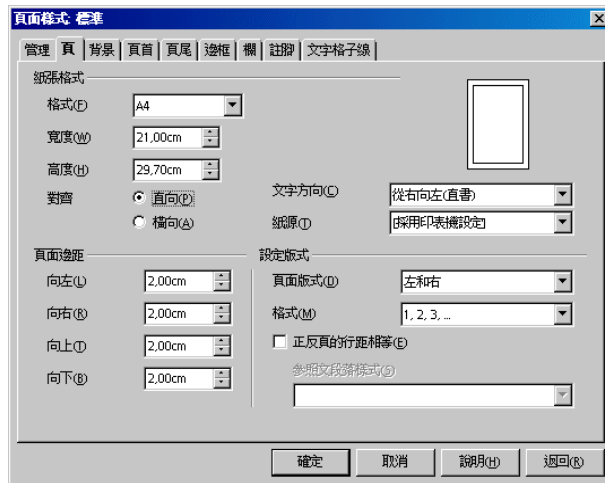 頁面樣式: 標準
管理 頁 背景 頁首 頁尾 邊框 欄 註腳 文字格子線
紙張格式
格式(F) A4
寬度(W) 21,00cm
高度(H) 29,70cm
對齊 直向(P)
橫向(A)
文字方向(C) 從右向左(直書)
紙源(T) [採用印表機設定]
頁面邊距
向左(L) 2,00cm
向右(R) 2,00cm
向上(T) 2,00cm
向下(B) 2,00cm
設定版式
頁面版式(D) 左和右
格式(M) 1, 2, 3, ...
正反頁的行距相等(E)
參照文段落樣式(S)
確定 取消 說明(H) 返回(R)